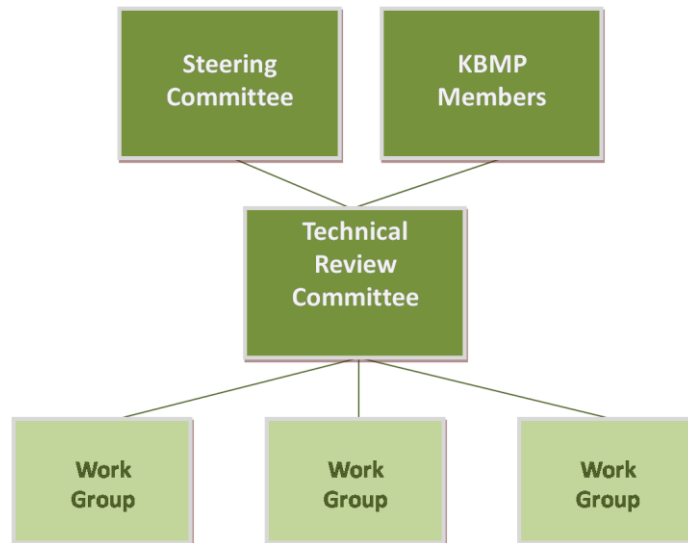 Steering
Committee
KBMP
Members
Technical
Review
Committee
Work
Group
Work
Group
Work
Group